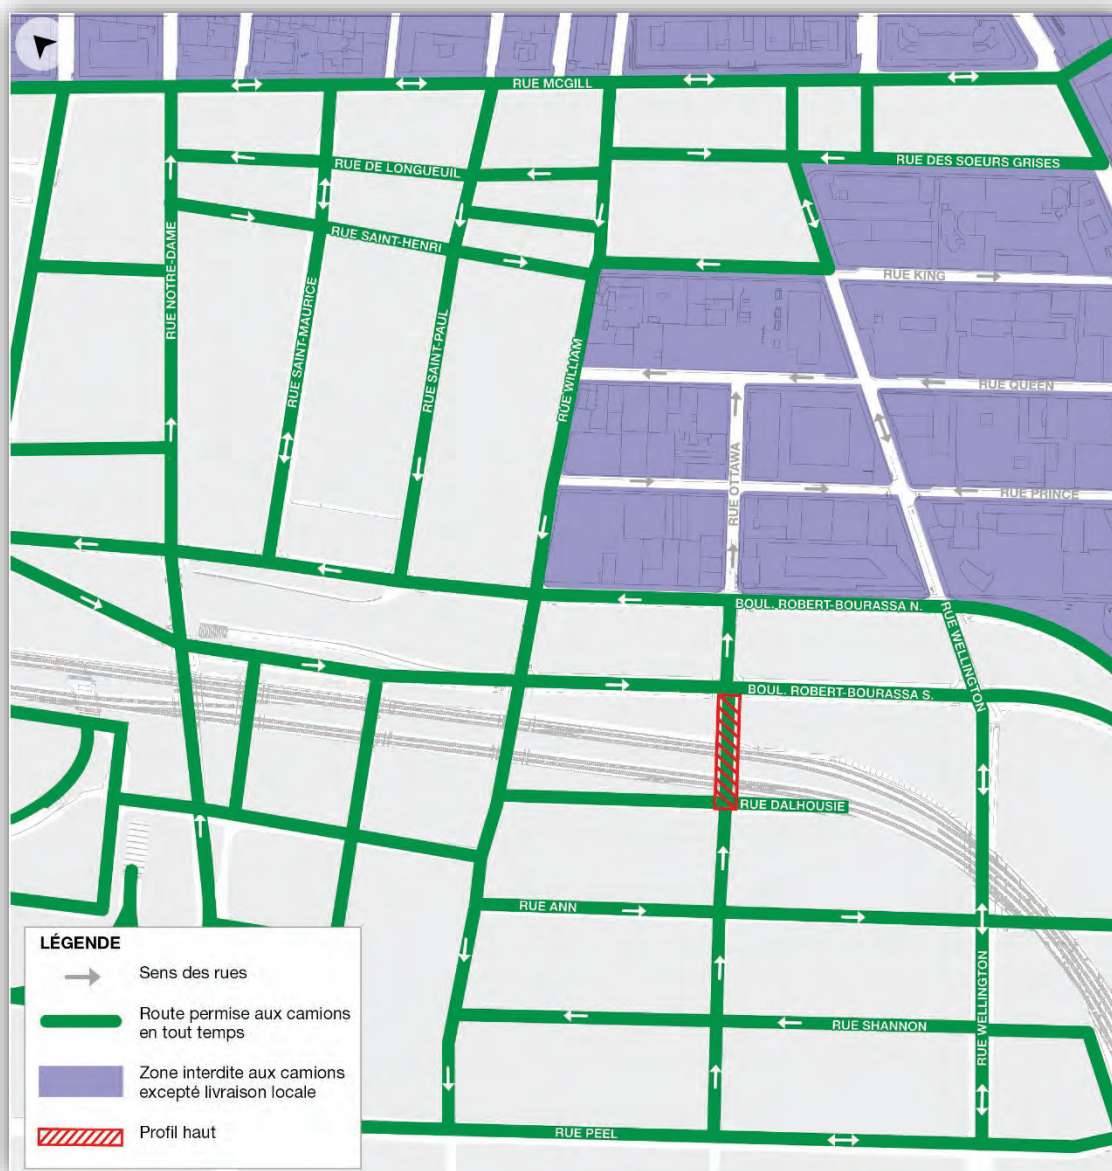 RUE MCGILL
RUE DE LONGUEUIL
RUE DES SOEURS GRISES
RUE SAINT-HENRI
RUE NOTRE-DAME
RUE KING
RUE SAINT-MAURICE
RUE SAINT-PAUL
RUE WILLIAM
RUE QUEEN
RUE OTTAWA
RUE PRINCE
BOUL. ROBERT-BOURASSA N.
RUE WELLINGTON
BOUL. ROBERT-BOURASSA S.
RUE DALHOUSIE
RUE ANN
RUE WELLINGTON
RUE SHANNON
RUE PEEL
LÉGENDE
Sens des rues
Route permise aux camions
en tout temps
Zone interdite aux camions
excepté livraison locale
Profil haut